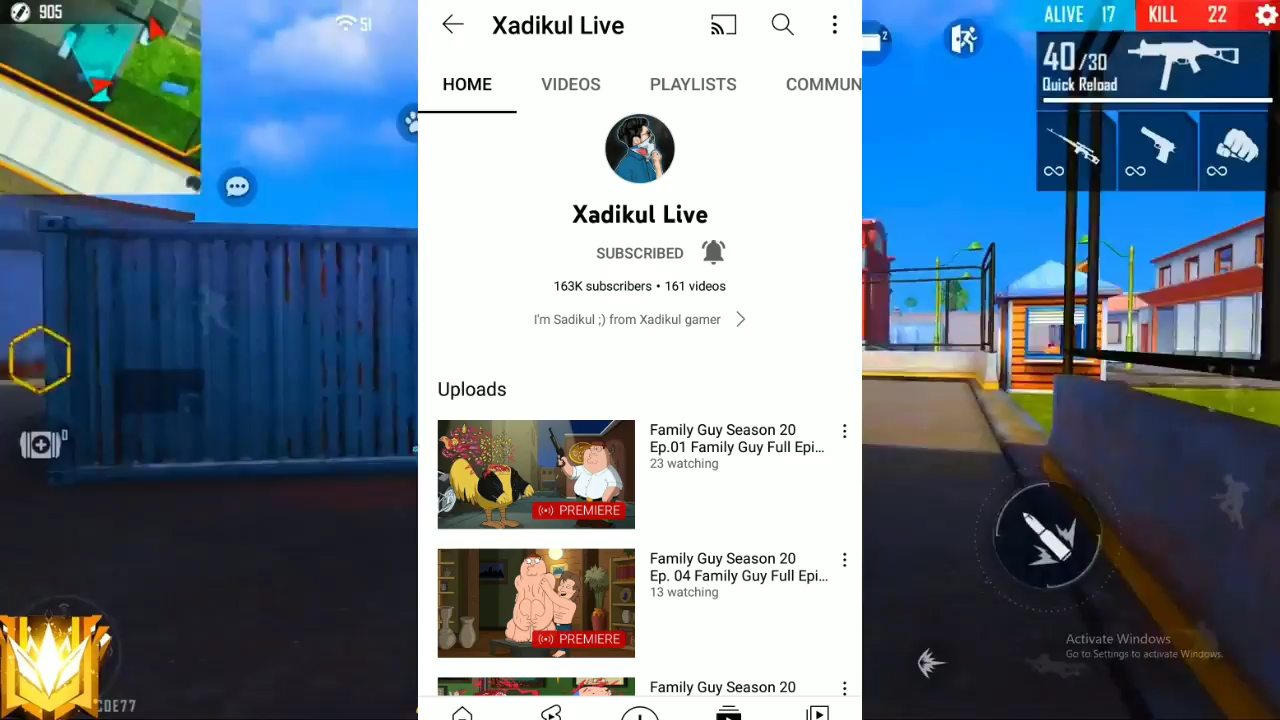 905
51
Xadikul Live
HOME VIDEOS PLAYLISTS COMMUN
Xadikul Live
SUBSCRIBED
163K subscribers • 161 videos
I'm Sadikul ;) from Xadikul gamer
Uploads
Family Guy Season 20
Ep.01 Family Guy Full Epi...
23 watching
PREMIERE
Family Guy Season 20
Ep. 04 Family Guy Full Epi...
13 watching
PREMIERE
Family Guy Season 20
2
ALIVE 17 KILL 22
40/30
Quick Reload
∞ ∞ ∞
0
Activate Windows
Go to Settings to activate Windows.